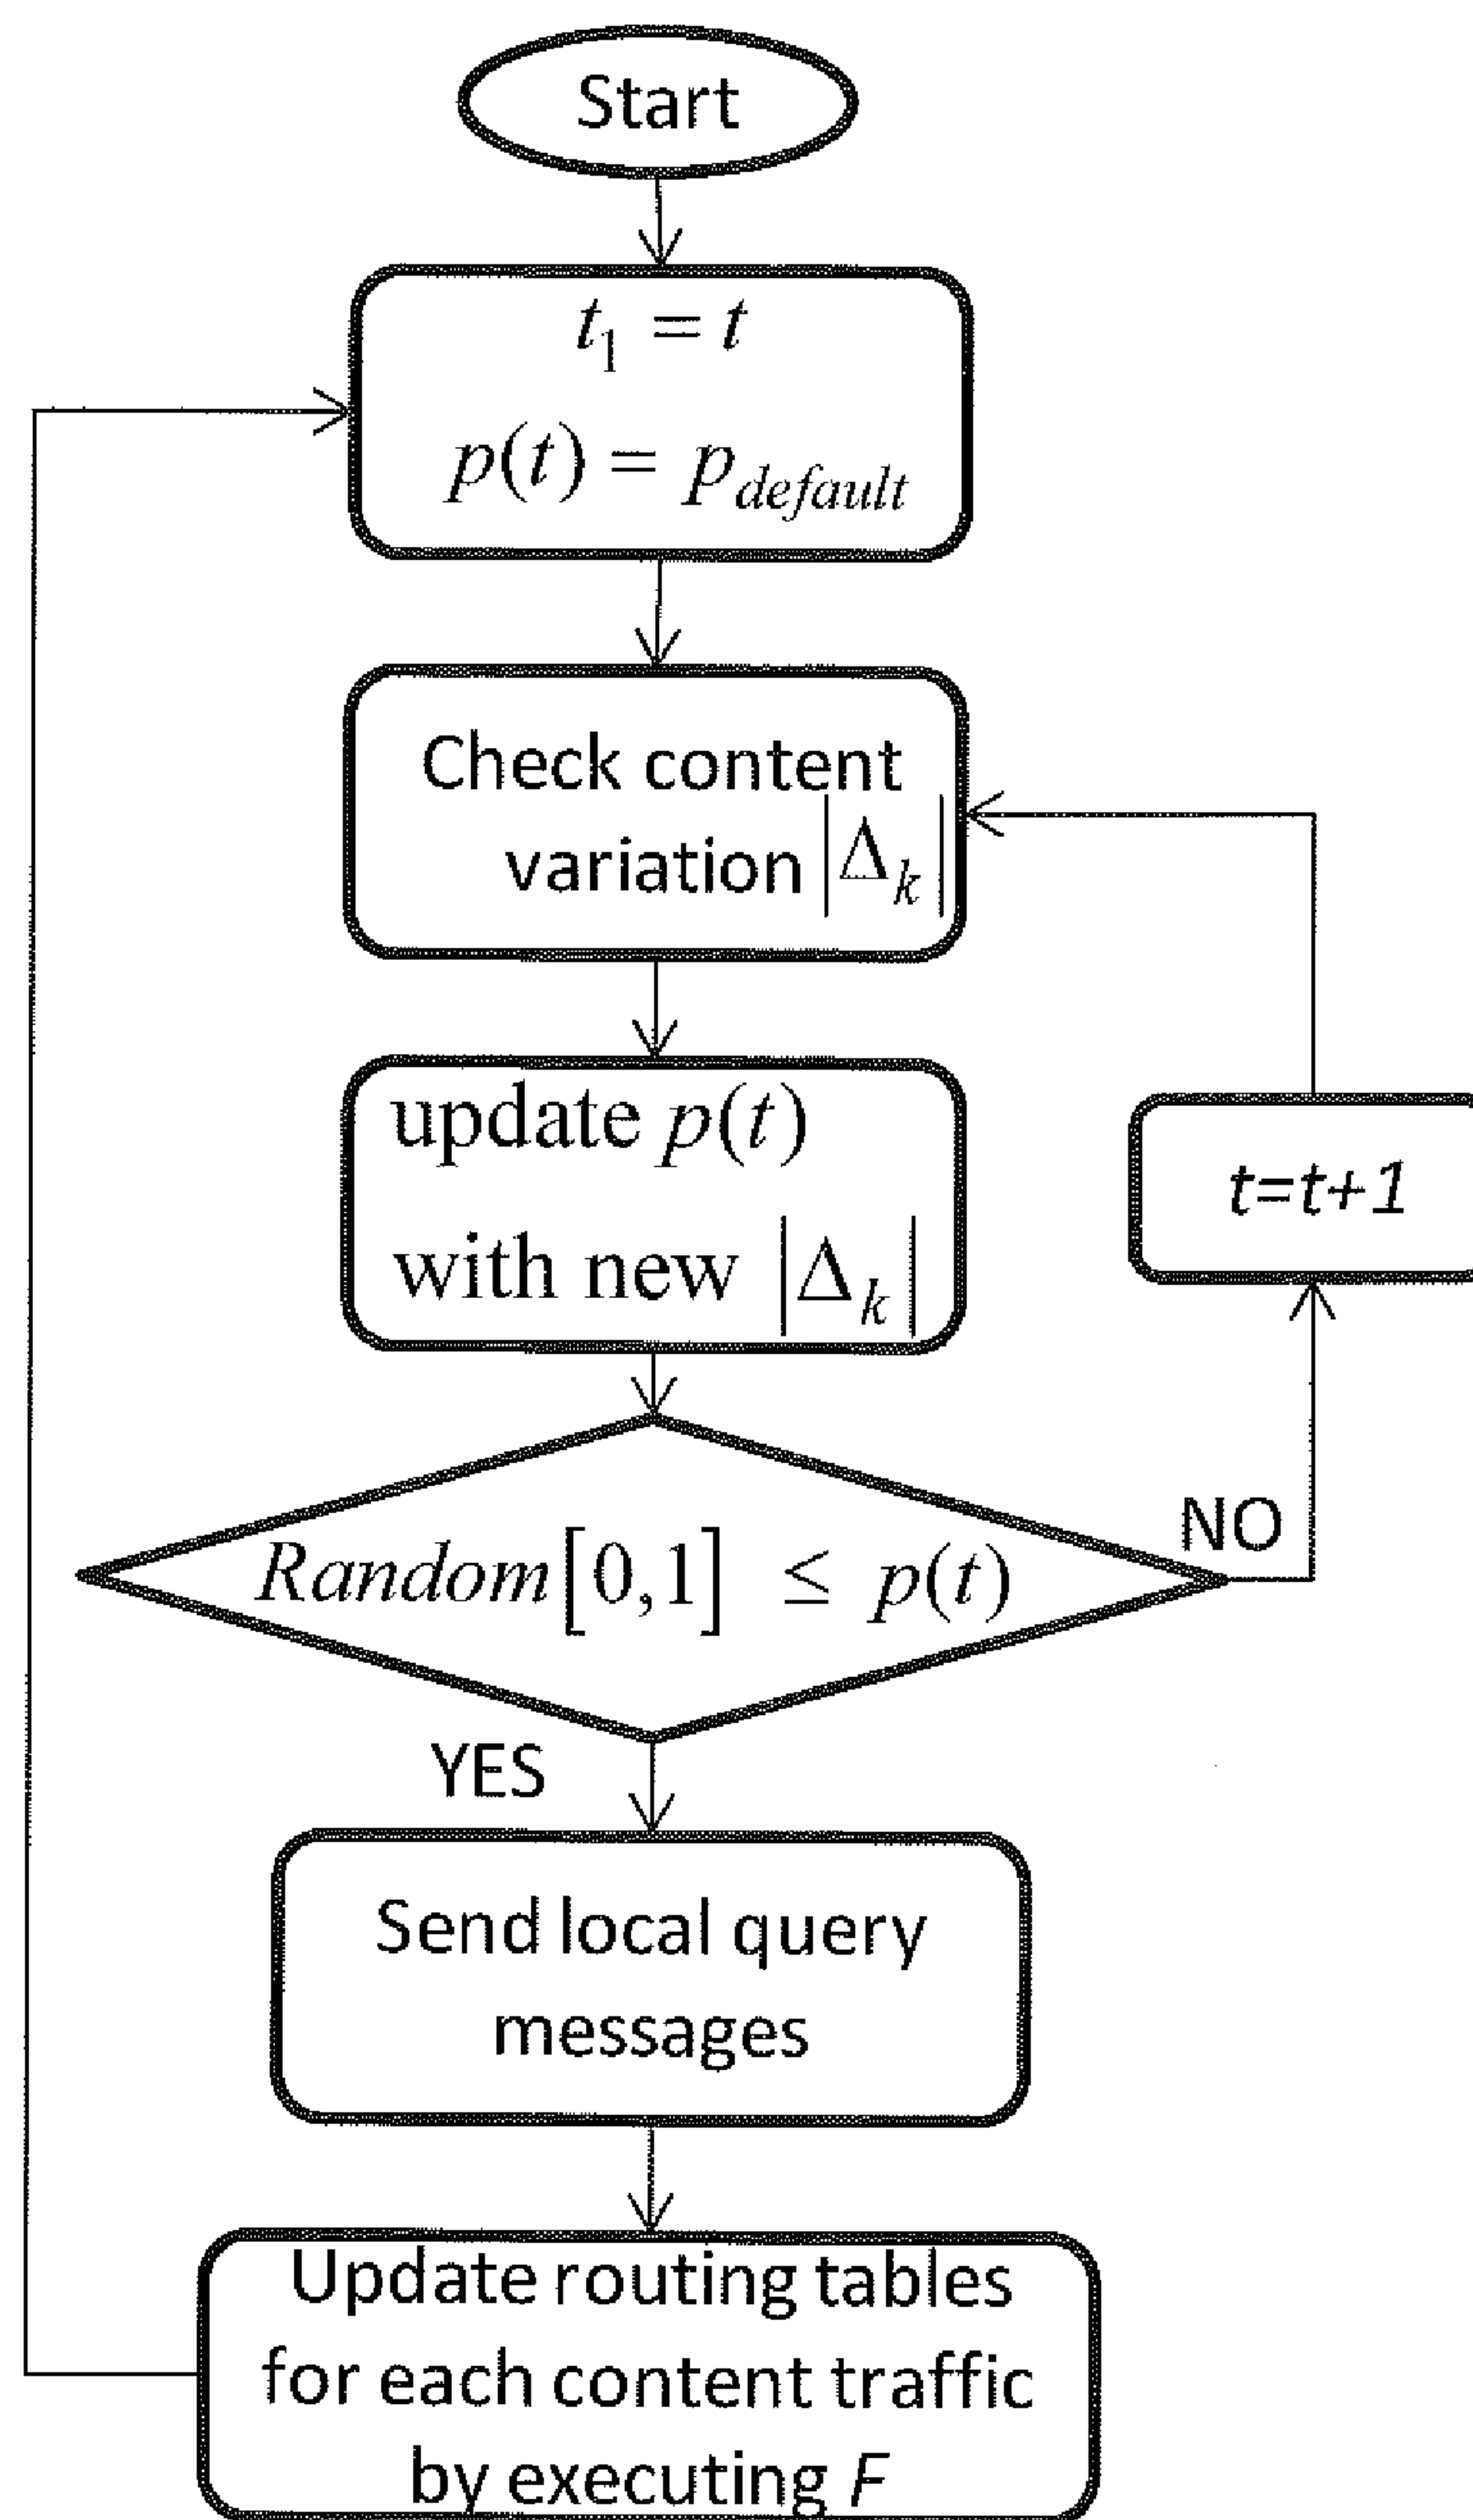 Start
t₁ = t
p(t) = p_default
Check content
variation |Δₖ|
update p(t)
with new |Δₖ|
t=t+1
Random[0,1] ≤ p(t)
NO
YES
Send local query
messages
Update routing tables
for each content traffic
by executing F